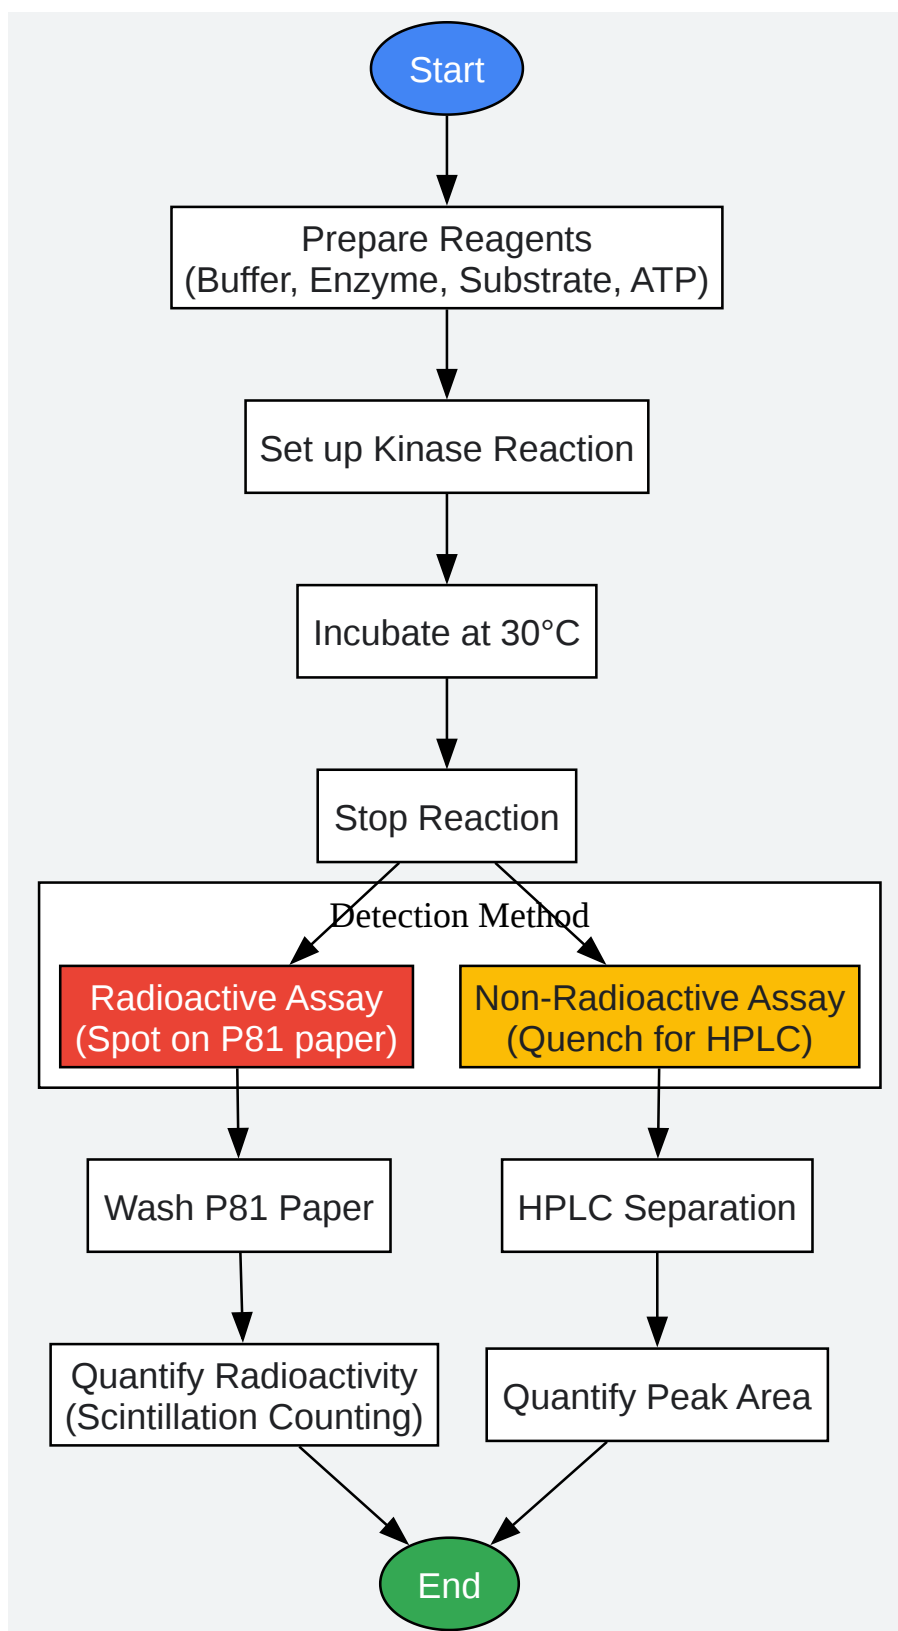 Start
Prepare Reagents
(Buffer, Enzyme, Substrate, ATP)
Set up Kinase Reaction
Incubate at 30°C
Stop Reaction
Detection Method
Radioactive Assay
(Spot on P81 paper)
Non-Radioactive Assay
(Quench for HPLC)
Wash P81 Paper
HPLC Separation
Quantify Radioactivity
(Scintillation Counting)
Quantify Peak Area
End